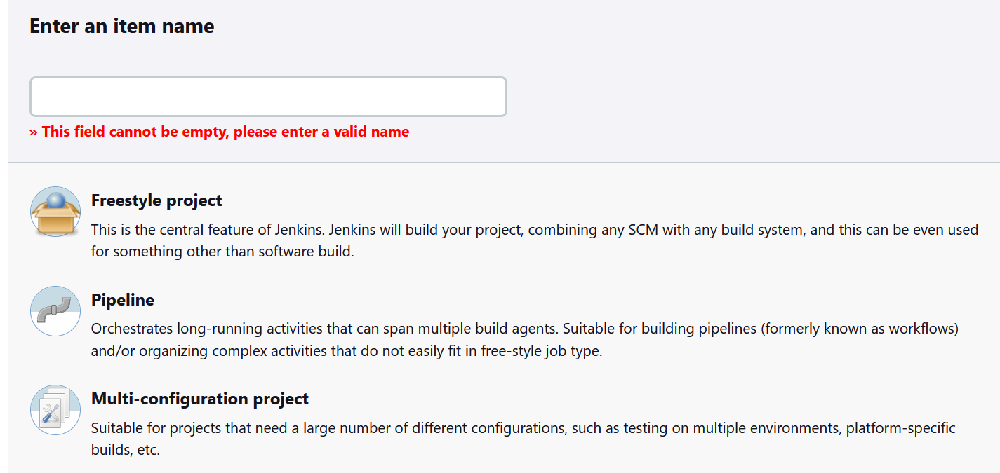 Enter an item name
» This field cannot be empty, please enter a valid name
Freestyle project
This is the central feature of Jenkins. Jenkins will build your project, combining any SCM with any build system, and this can be even used
for something other than software build.
Pipeline
Orchestrates long-running activities that can span multiple build agents. Suitable for building pipelines (formerly known as workflows)
and/or organizing complex activities that do not easily fit in free-style job type.
Multi-configuration project
Suitable for projects that need a large number of different configurations, such as testing on multiple environments, platform-specific
builds, etc.